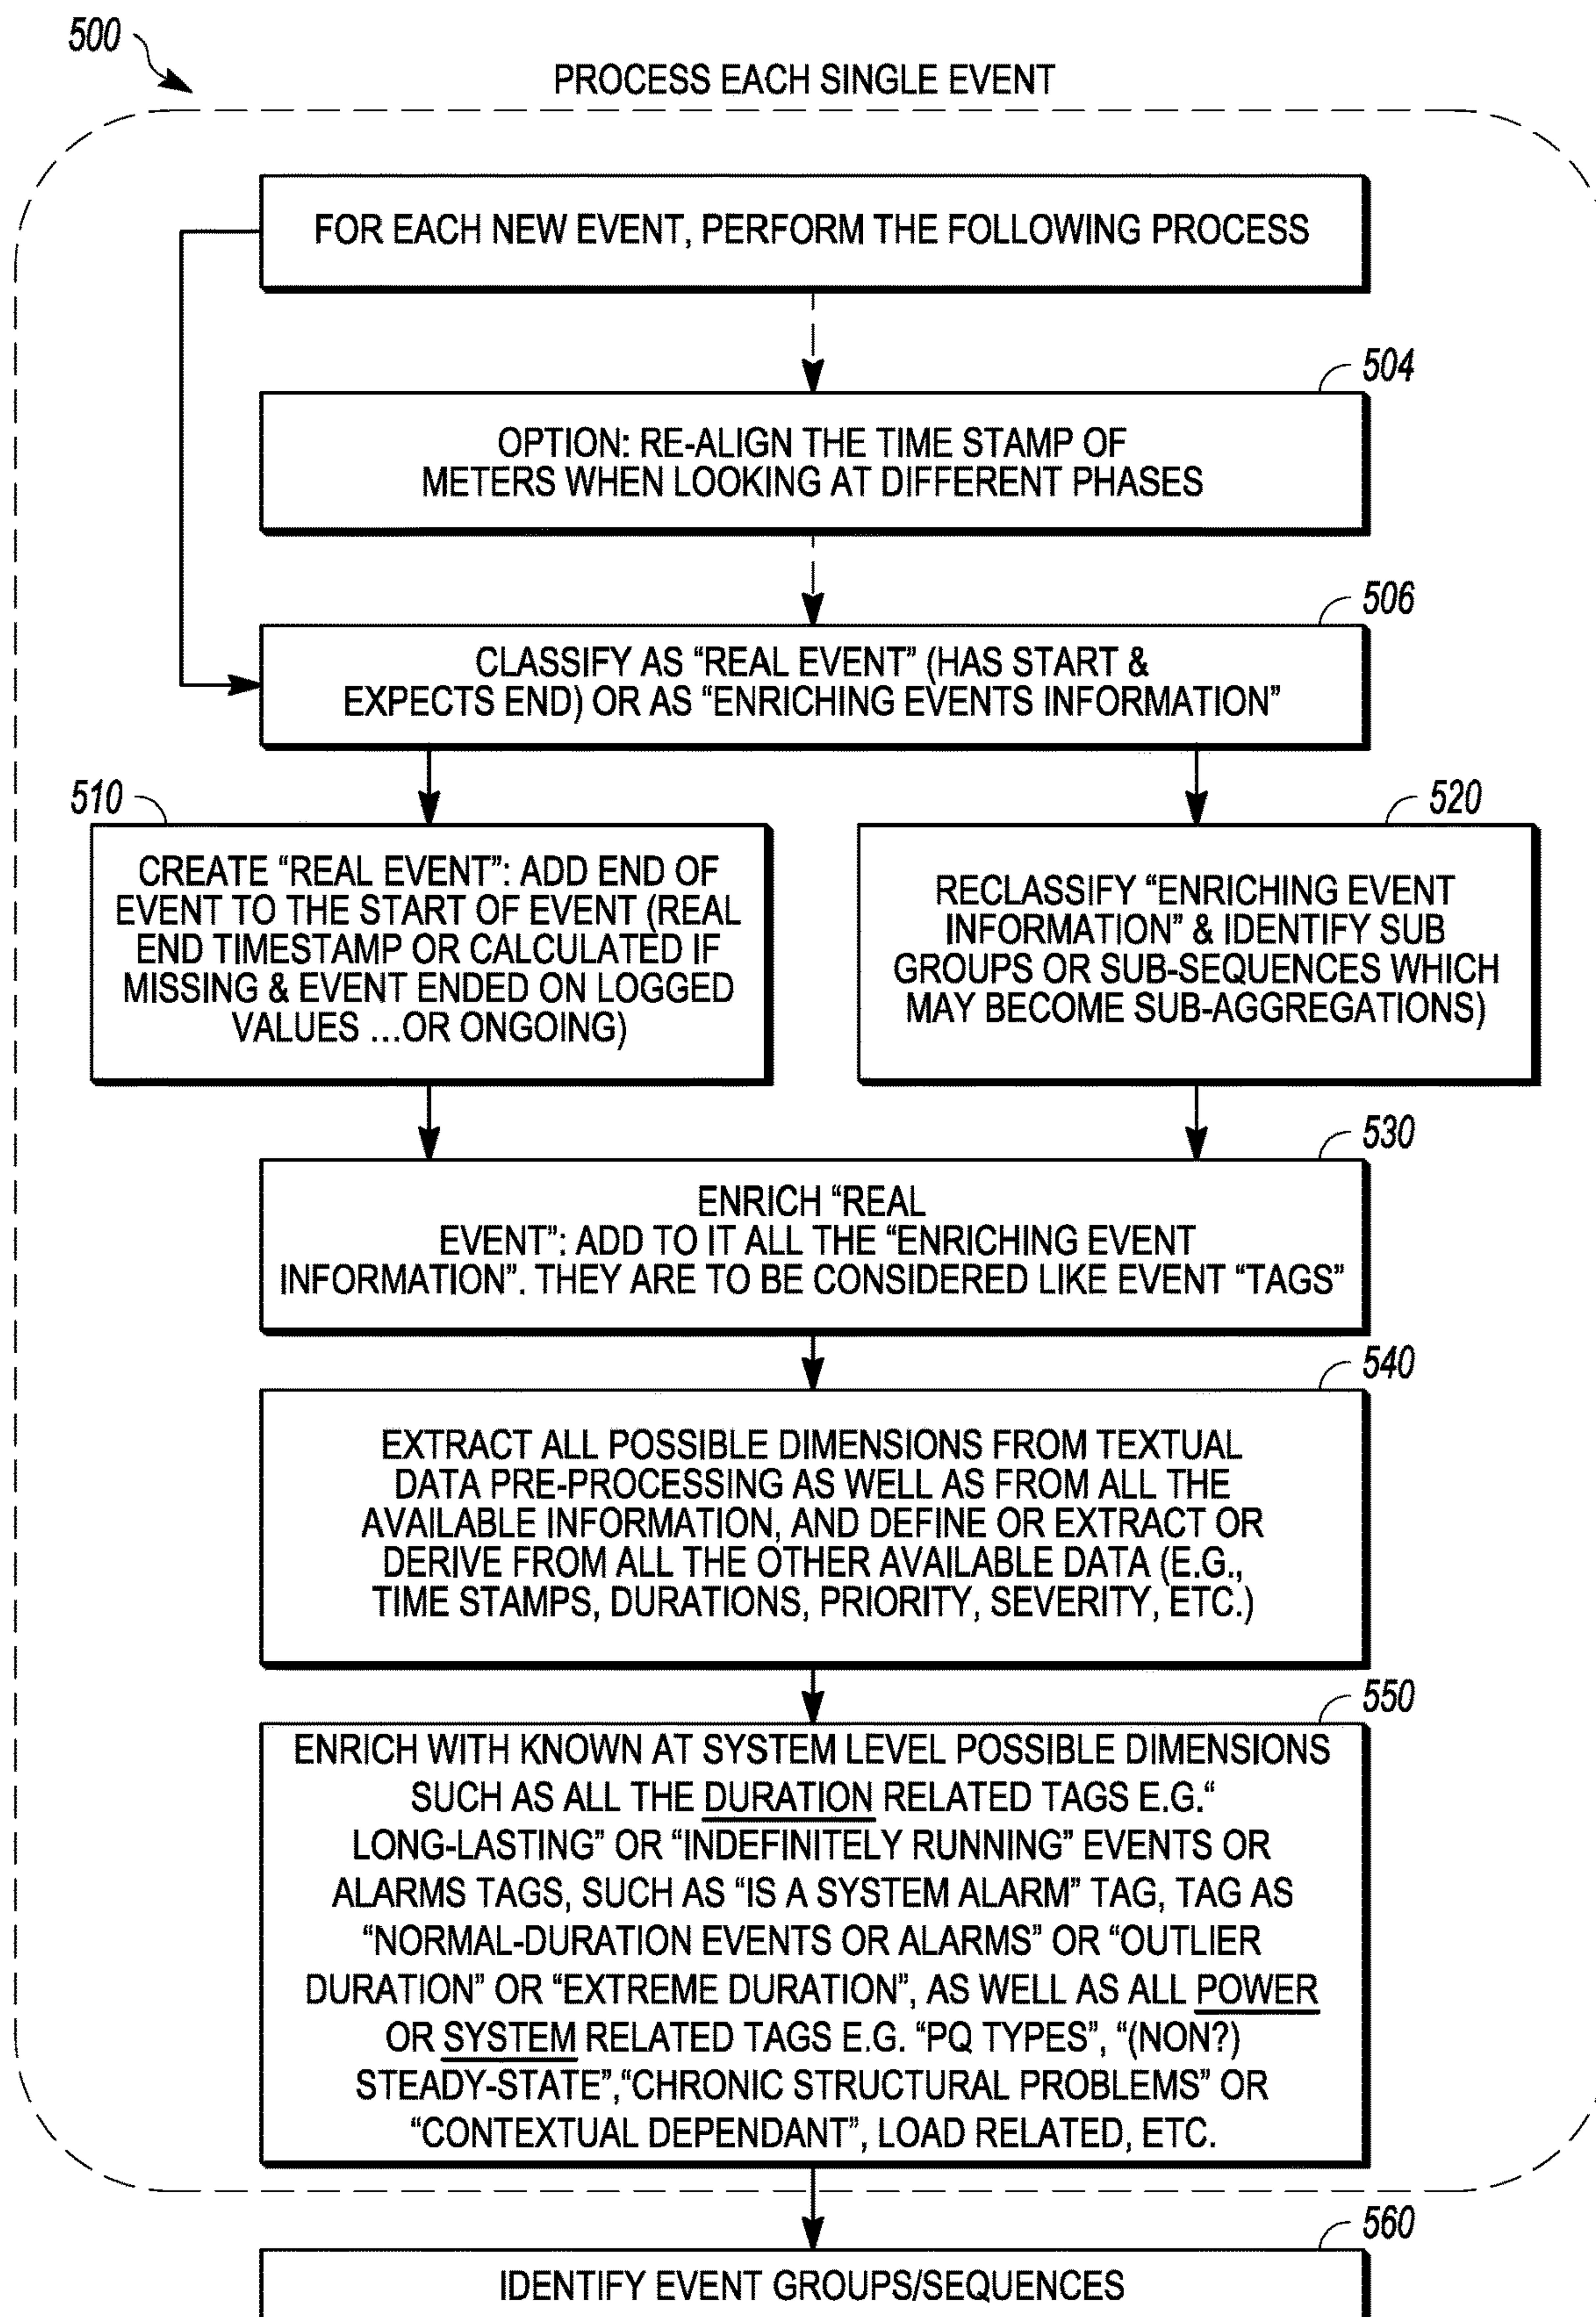 500
PROCESS EACH SINGLE EVENT
FOR EACH NEW EVENT, PERFORM THE FOLLOWING PROCESS
504
OPTION: RE-ALIGN THE TIME STAMP OF
METERS WHEN LOOKING AT DIFFERENT PHASES
506
CLASSIFY AS “REAL EVENT” (HAS START &
EXPECTS END) OR AS “ENRICHING EVENTS INFORMATION”
510
CREATE “REAL EVENT”: ADD END OF
EVENT TO THE START OF EVENT (REAL
END TIMESTAMP OR CALCULATED IF
MISSING & EVENT ENDED ON LOGGED
VALUES ...OR ONGOING)
520
RECLASSIFY “ENRICHING EVENT
INFORMATION” & IDENTIFY SUB
GROUPS OR SUB-SEQUENCES WHICH
MAY BECOME SUB-AGGREGATIONS)
530
ENRICH “REAL
EVENT”: ADD TO IT ALL THE “ENRICHING EVENT
INFORMATION”. THEY ARE TO BE CONSIDERED LIKE EVENT “TAGS”
540
EXTRACT ALL POSSIBLE DIMENSIONS FROM TEXTUAL
DATA PRE-PROCESSING AS WELL AS FROM ALL THE
AVAILABLE INFORMATION, AND DEFINE OR EXTRACT OR
DERIVE FROM ALL THE OTHER AVAILABLE DATA (E.G.,
TIME STAMPS, DURATIONS, PRIORITY, SEVERITY, ETC.)
550
ENRICH WITH KNOWN AT SYSTEM LEVEL POSSIBLE DIMENSIONS
SUCH AS ALL THE DURATION RELATED TAGS E.G.“
LONG-LASTING” OR “INDEFINITELY RUNNING” EVENTS OR
ALARMS TAGS, SUCH AS “IS A SYSTEM ALARM” TAG, TAG AS
“NORMAL-DURATION EVENTS OR ALARMS” OR “OUTLIER
DURATION” OR “EXTREME DURATION”, AS WELL AS ALL POWER
OR SYSTEM RELATED TAGS E.G. “PQ TYPES”, “(NON?)
STEADY-STATE”,“CHRONIC STRUCTURAL PROBLEMS” OR
“CONTEXTUAL DEPENDANT”, LOAD RELATED, ETC.
560
IDENTIFY EVENT GROUPS/SEQUENCES